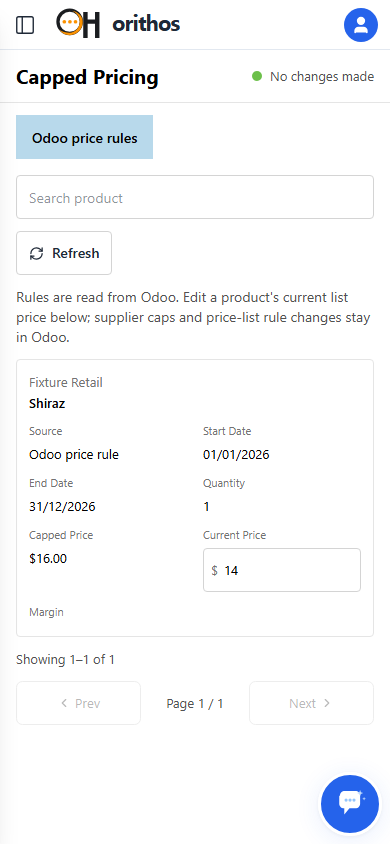 OH orithos
Capped Pricing
No changes made
Odoo price rules
Search product
Refresh
Rules are read from Odoo. Edit a product's current list
price below; supplier caps and price-list rule changes stay
in Odoo.
Fixture Retail
Shiraz
Source
Start Date
Odoo price rule
01/01/2026
End Date
Quantity
31/12/2026
1
Capped Price
Current Price
$16.00
$ 14
Margin
Showing 1–1 of 1
Prev
Page 1 / 1
Next